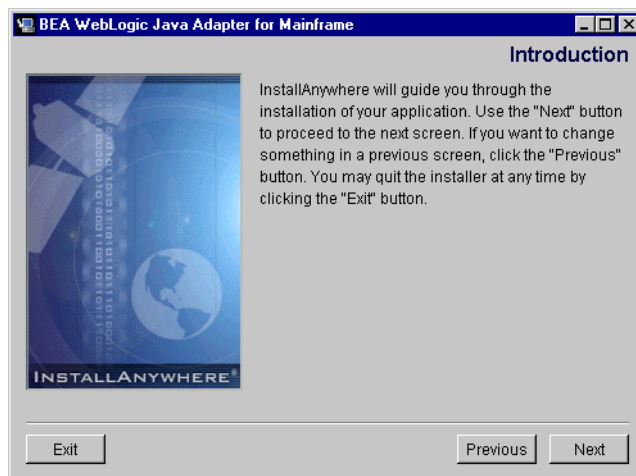 BEA WebLogic Java Adapter for Mainframe
Introduction
InstallAnywhere will guide you through the
installation of your application. Use the "Next" button
to proceed to the next screen. If you want to change
something in a previous screen, click the "Previous"
button. You may quit the installer at any time by
clicking the "Exit" button.
INSTALLANYWHERE®
Exit
Previous
Next